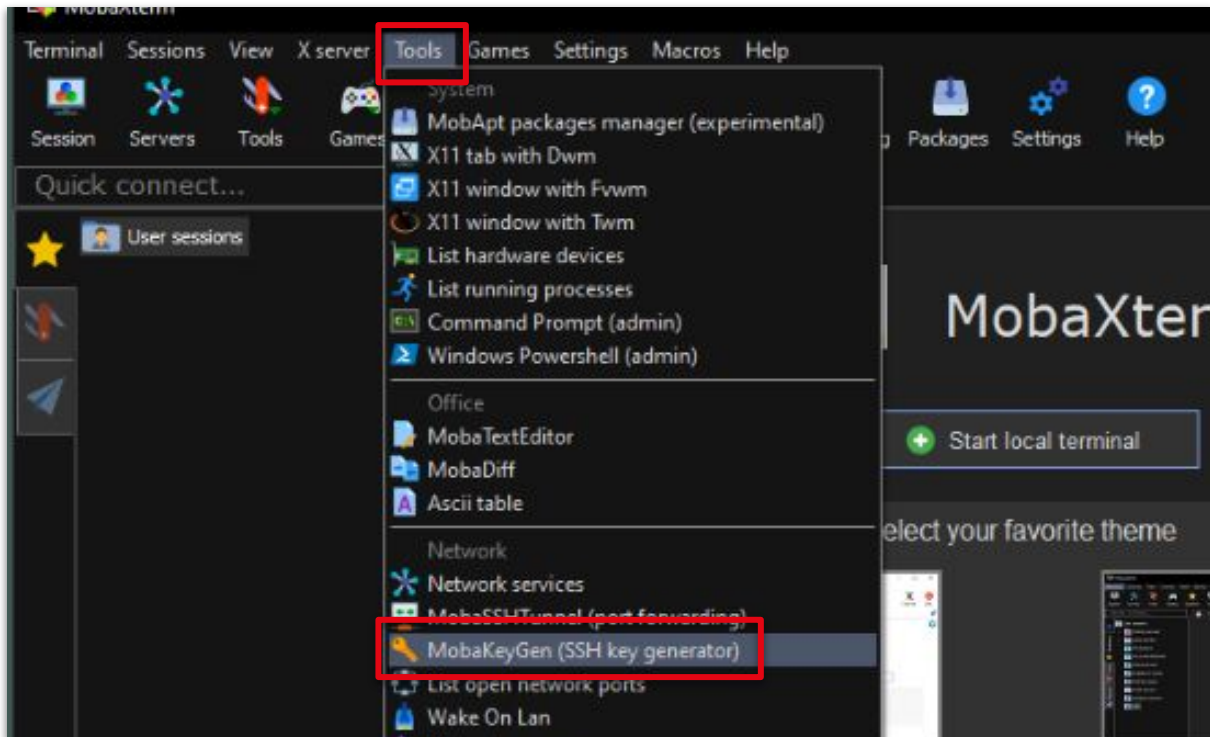 MobaXterm
Terminal Sessions View X server Tools Games Settings Macros Help
Session Servers Tools Games Packages Settings Help
Quick connect...
User sessions
System
MobApt packages manager (experimental)
X11 tab with Dwm
X11 window with Fvwm
X11 window with Twm
List hardware devices
List running processes
Command Prompt (admin)
Windows Powershell (admin)
Office
MobaTextEditor
MobaDiff
Ascii table
Network
Network services
MobaSSHTunnel (port forwarding)
MobaKeyGen (SSH key generator)
List open network ports
Wake On Lan
MobaXter
Start local terminal
elect your favorite theme